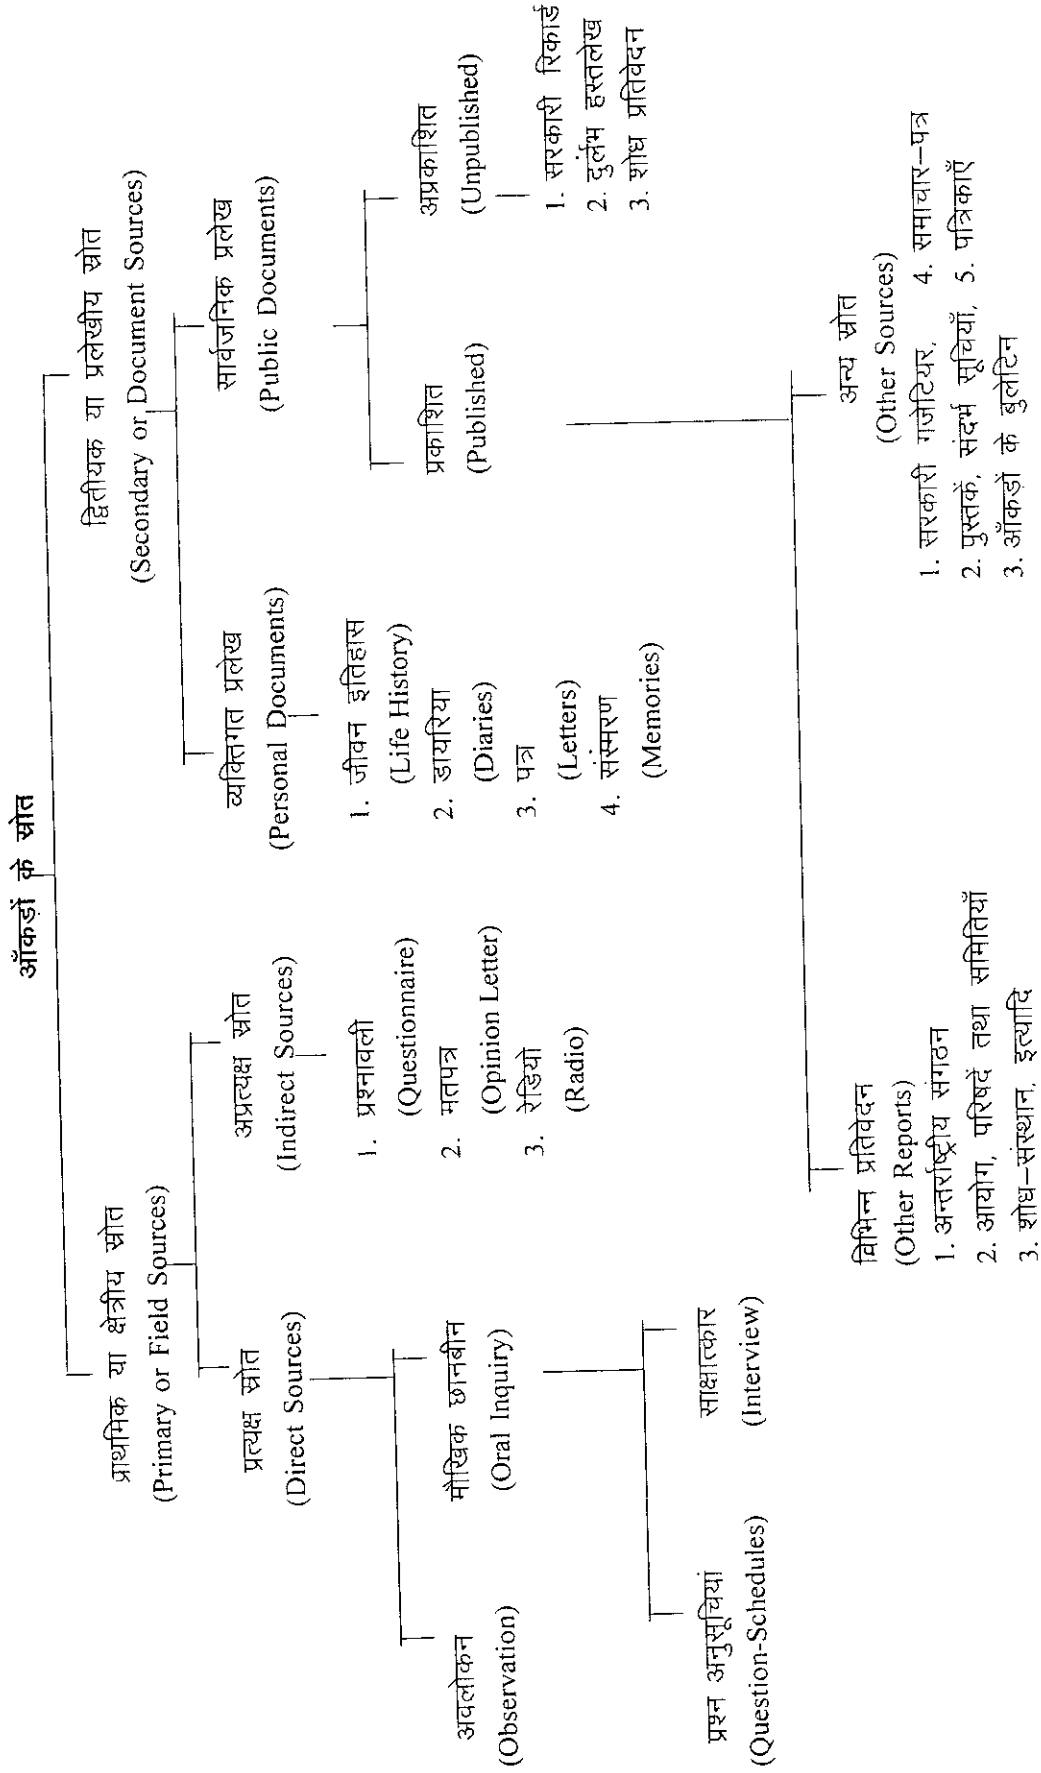 आँकड़ों के स्रोत
प्राथमिक या क्षेत्रीय स्रोत
(Primary or Field Sources)
प्रत्यक्ष स्रोत
(Direct Sources)
अवलोकन
(Observation)
मौखिक छानबीन
(Oral Inquiry)
प्रश्न अनुसूचियां
(Question-Schedules)
साक्षात्कार
(Interview)
अप्रत्यक्ष स्रोत
(Indirect Sources)
1. प्रश्नावली
(Questionnaire)
2. मतपत्र
(Opinion Letter)
3. रेडियो
(Radio)
द्वितीयक या प्रलेखीय स्रोत
(Secondary or Document Sources)
व्यक्तिगत प्रलेख
(Personal Documents)
1. जीवन इतिहास
(Life History)
2. डायरिया
(Diaries)
3. पत्र
(Letters)
4. संस्मरण
(Memories)
सार्वजनिक प्रलेख
(Public Documents)
प्रकाशित
(Published)
अप्रकाशित
(Unpublished)
1. सरकारी रिकार्ड
2. दुर्लभ हस्तलेख
3. शोध प्रतिवेदन
विभिन्न प्रतिवेदन
(Other Reports)
1. अन्तर्राष्ट्रीय संगठन
2. आयोग, परिषदें तथा समितियाँ
3. शोध-संस्थान, इत्यादि
अन्य स्रोत
(Other Sources)
1. सरकारी गजेटियर, 4. समाचार-पत्र
2. पुस्तकें, संदर्भ सूचियाँ, 5. पत्रिकाएँ
3. आँकड़ों के बुलेटिन